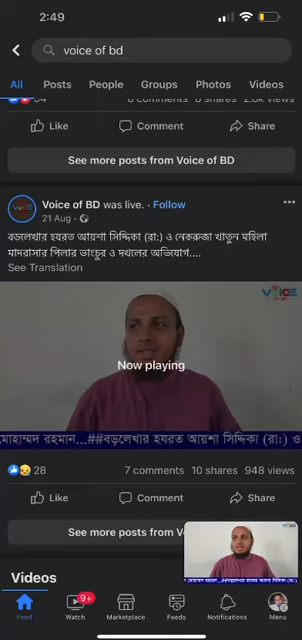 2:49
voice of bd
All Posts People Groups Photos Videos
Like Comment Share
See more posts from Voice of BD
Voice of BD was live. · Follow
21 Aug ·
বড়লেখার হযরত আয়শা সিদ্দিকা (রা:) ও নেকরুজা খাতুন মহিলা
মাদরাসার পিলার ভাংচুর ও দখলের অভিযোগ....
See Translation
VOICE
Now playing
মোহাম্মদ রহমান...##বড়লেখার হযরত আয়শা সিদ্দিকা (রা:) ও
28 7 comments 10 shares 948 views
Like Comment Share
See more posts from V
Videos
Feed Watch 9+ Marketplace Feeds Notifications Menu